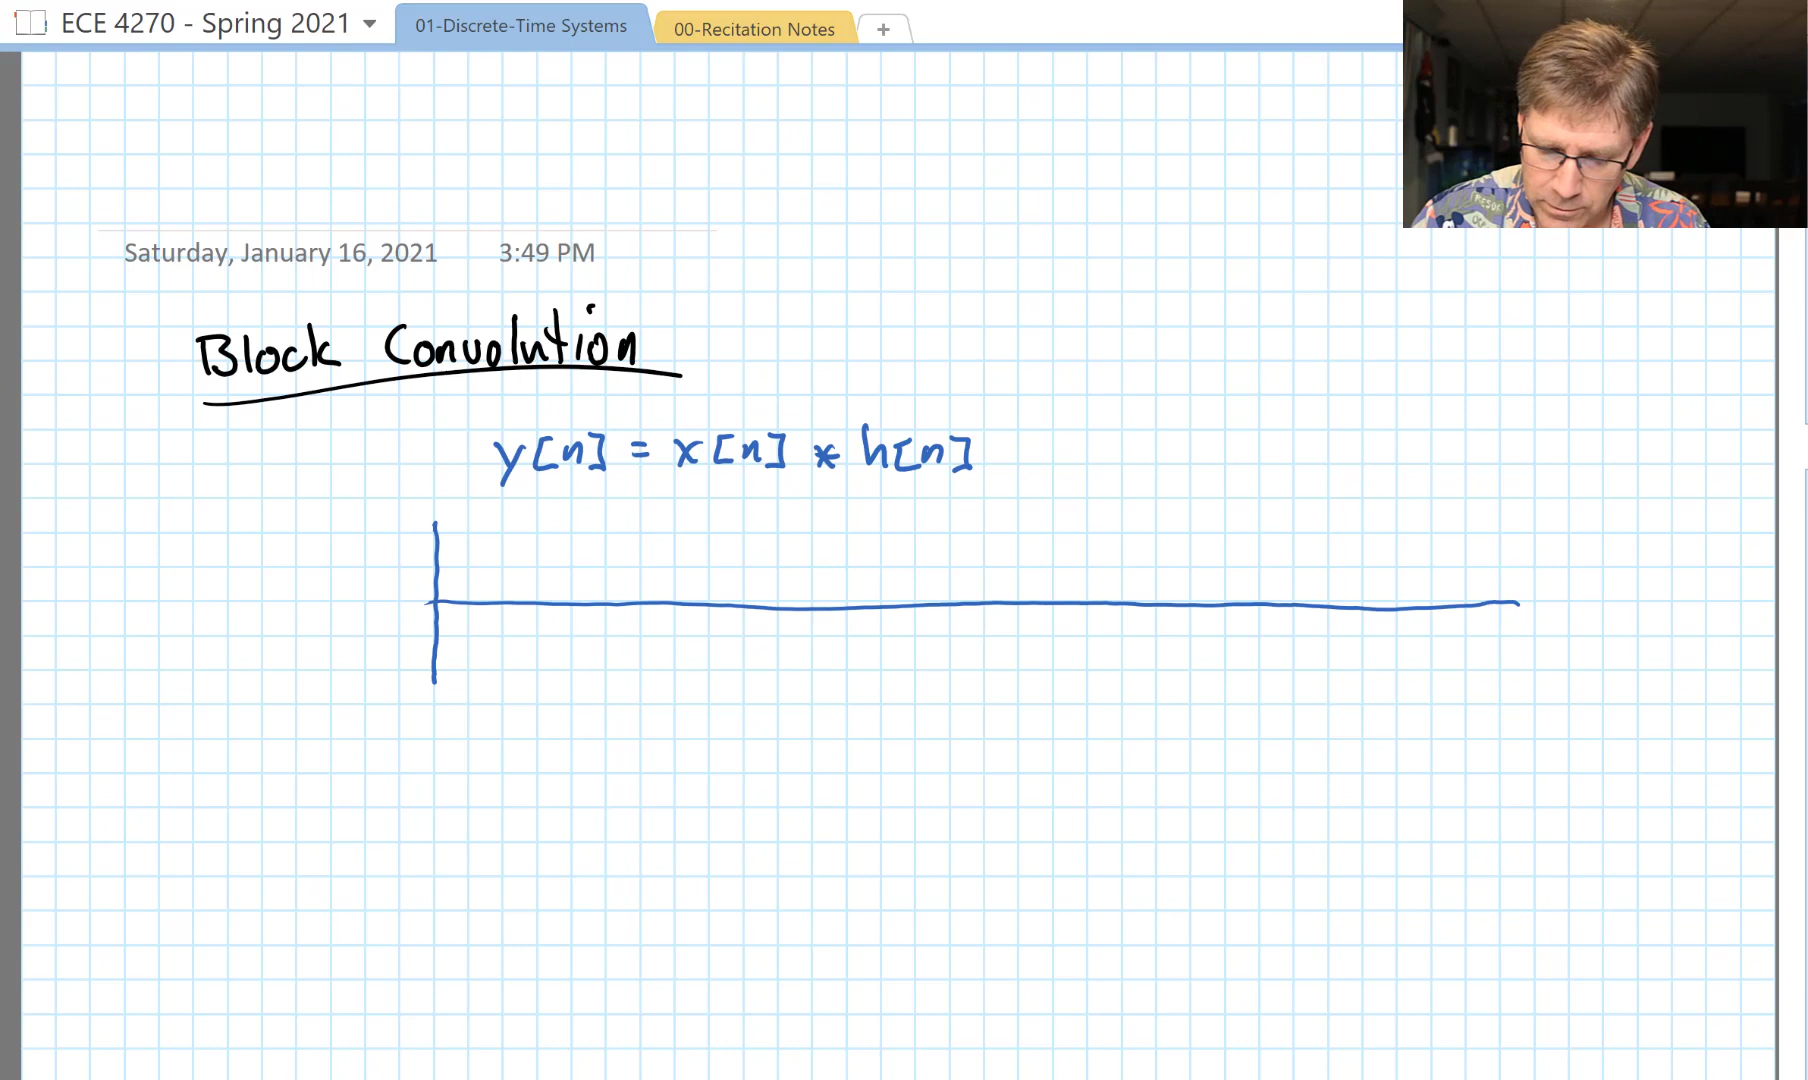 ECE 4270 - Spring 2021
01-Discrete-Time Systems
00-Recitation Notes
+
Saturday, January 16, 2021 3:49 PM
Block Convolution
y[n] = x[n] * h[n]